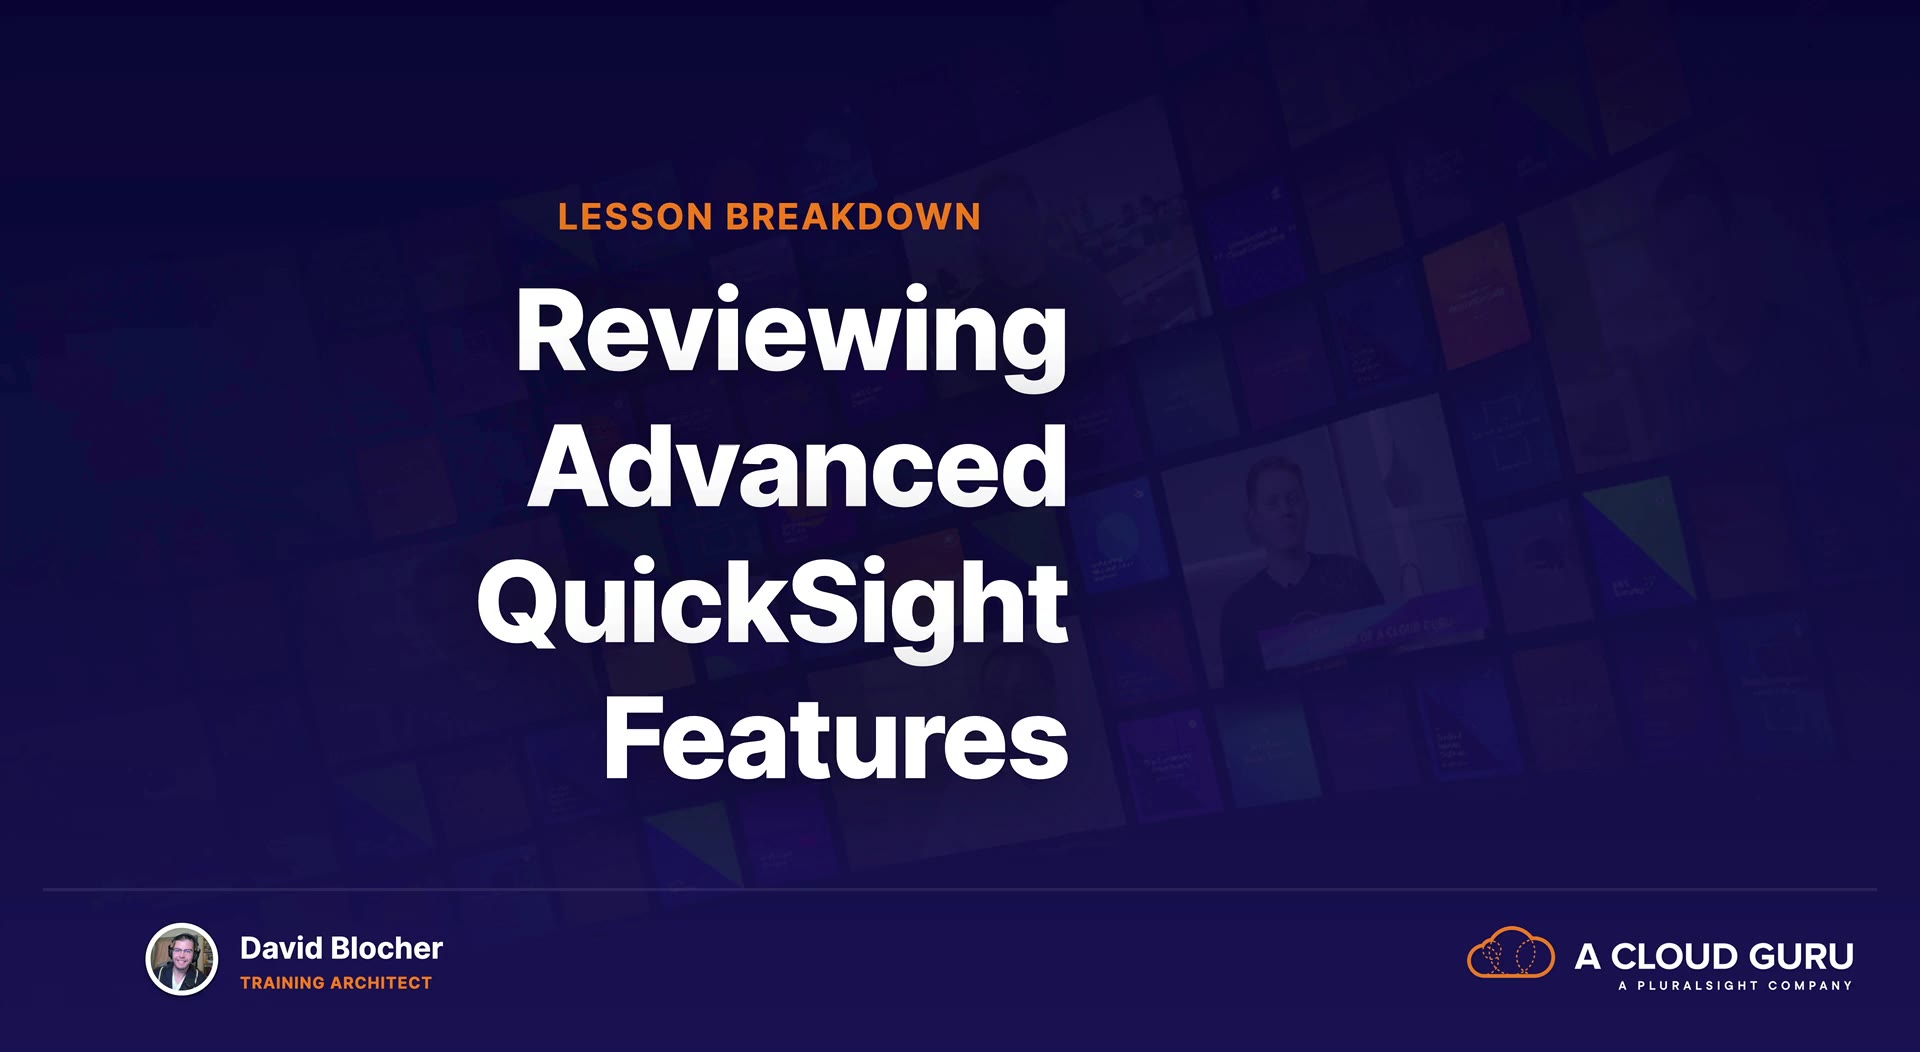 LESSON BREAKDOWN
Reviewing
Advanced
QuickSight
Features
David Blocher
TRAINING ARCHITECT
A CLOUD GURU
A PLURALSIGHT COMPANY